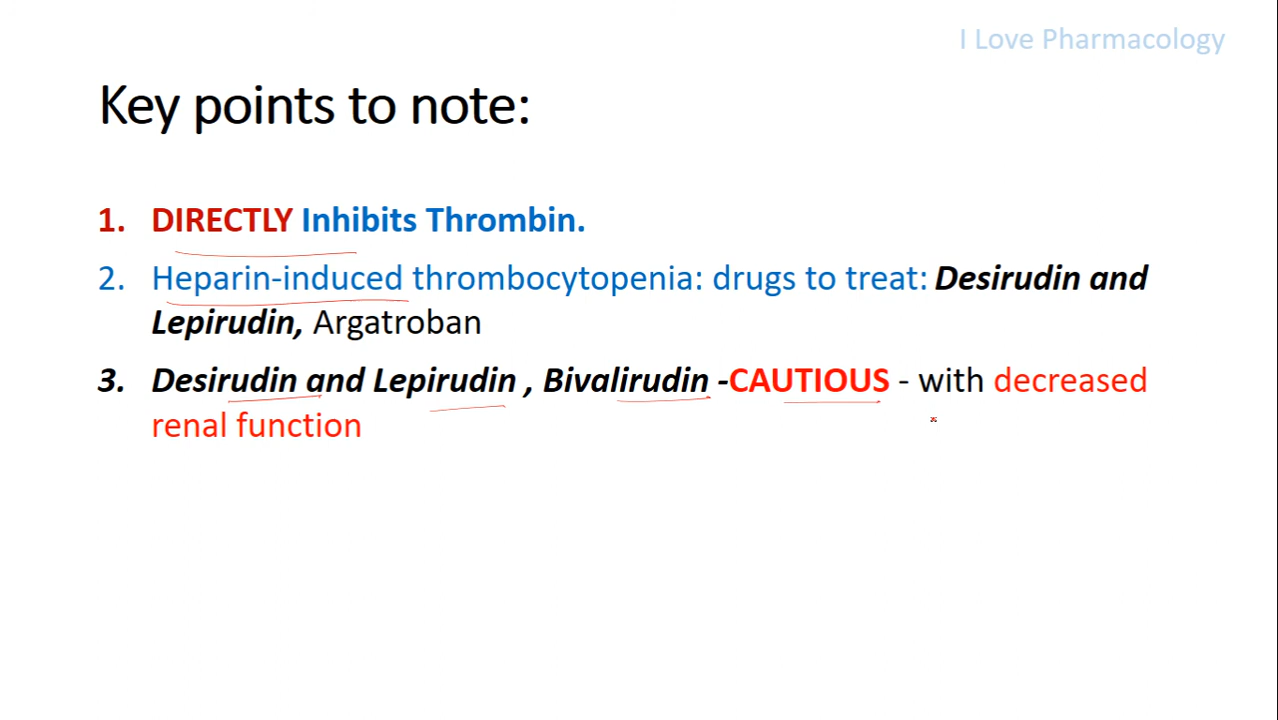 I Love Pharmacology
Key points to note:
1. DIRECTLY Inhibits Thrombin.
2. Heparin-induced thrombocytopenia: drugs to treat: Desirudin and
Lepirudin, Argatroban
3. Desirudin and Lepirudin , Bivalirudin -CAUTIOUS - with decreased
renal function